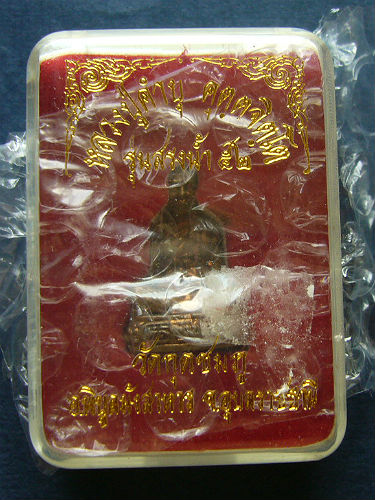 หลวงปู่คำบุ คุตฺตจิตฺโต
รุ่นสรงน้ำ ๕๒
วัดกุดชมภู
อ.พิบูลมังสาหาร จ.อุบลราชธานี